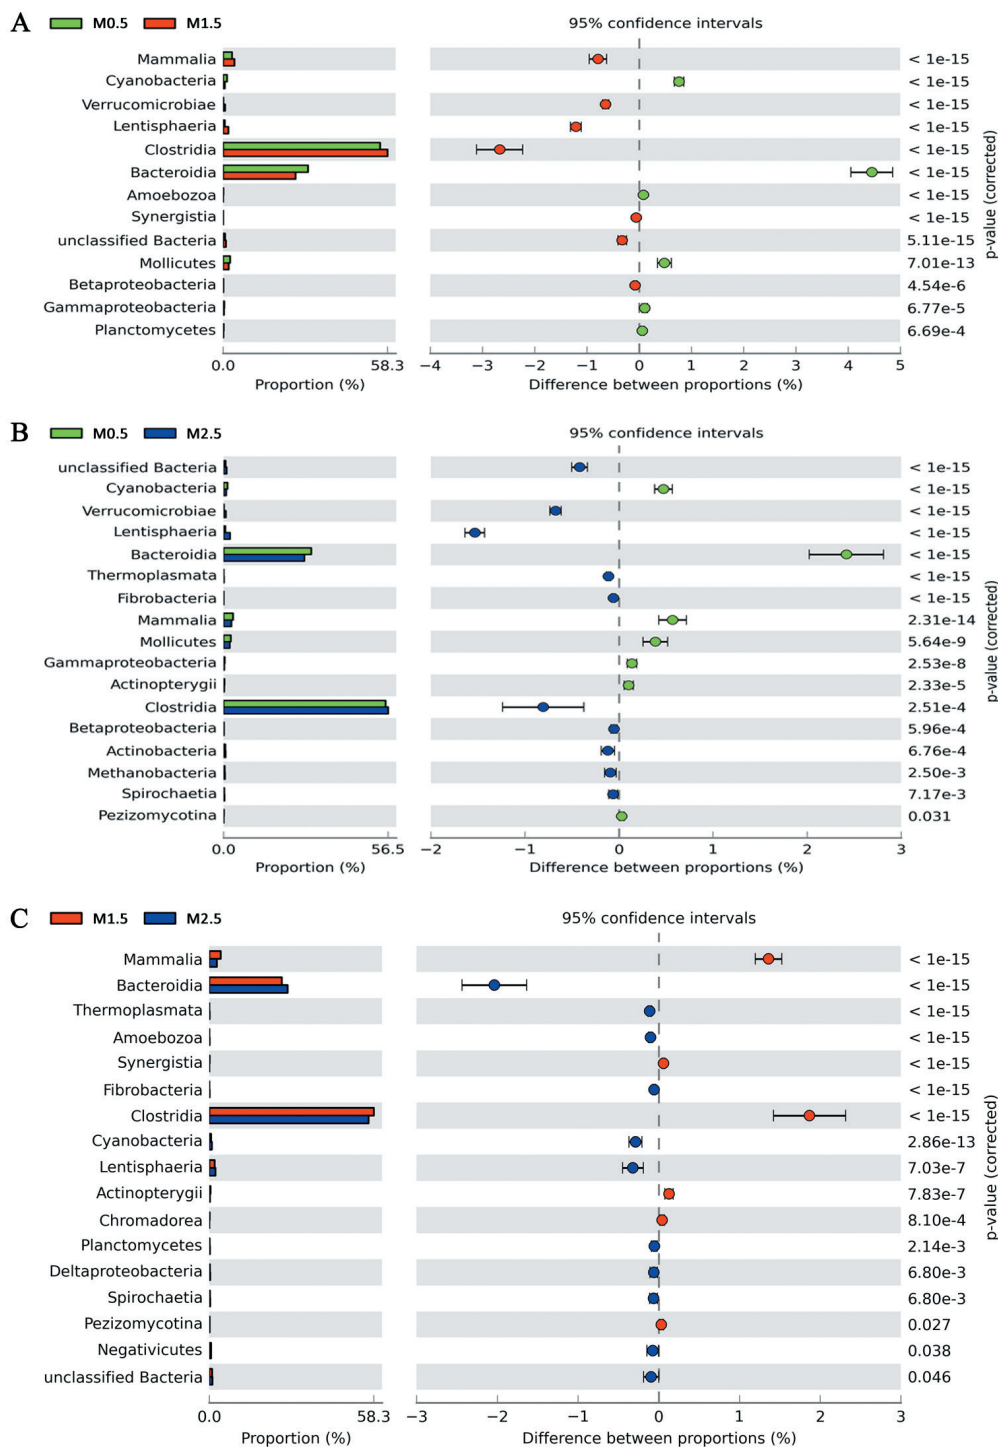 A M0.5 M1.5 95% confidence intervals
Mammalia < 1e-15
Cyanobacteria < 1e-15
Verrucomicrobiae < 1e-15
Lentisphaeria < 1e-15
Clostridia < 1e-15
Bacteroidia < 1e-15
Amoebozoa < 1e-15
Synergistia < 1e-15
unclassified Bacteria 5.11e-15
Mollicutes 7.01e-13
Betaproteobacteria 4.54e-6
Gammaproteobacteria 6.77e-5
Planctomycetes 6.69e-4
p-value (corrected)
0.0 58.3 −4 −3 −2 −1 0 1 2 3 4 5
Proportion (%) Difference between proportions (%)
B M0.5 M2.5 95% confidence intervals
unclassified Bacteria < 1e-15
Cyanobacteria < 1e-15
Verrucomicrobiae < 1e-15
Lentisphaeria < 1e-15
Bacteroidia < 1e-15
Thermoplasmata < 1e-15
Fibrobacteria < 1e-15
Mammalia 2.31e-14
Mollicutes 5.64e-9
Gammaproteobacteria 2.53e-8
Actinopterygii 2.33e-5
Clostridia 2.51e-4
Betaproteobacteria 5.96e-4
Actinobacteria 6.76e-4
Methanobacteria 2.50e-3
Spirochaetia 7.17e-3
Pezizomycotina 0.031
p-value (corrected)
0.0 56.5 −2 −1 0 1 2 3
Proportion (%) Difference between proportions (%)
C M1.5 M2.5 95% confidence intervals
Mammalia < 1e-15
Bacteroidia < 1e-15
Thermoplasmata < 1e-15
Amoebozoa < 1e-15
Synergistia < 1e-15
Fibrobacteria < 1e-15
Clostridia < 1e-15
Cyanobacteria 2.86e-13
Lentisphaeria 7.03e-7
Actinopterygii 7.83e-7
Chromadorea 8.10e-4
Planctomycetes 2.14e-3
Deltaproteobacteria 6.80e-3
Spirochaetia 6.80e-3
Pezizomycotina 0.027
Negativicutes 0.038
unclassified Bacteria 0.046
p-value (corrected)
0.0 58.3 −3 −2 −1 0 1 2 3
Proportion (%) Difference between proportions (%)